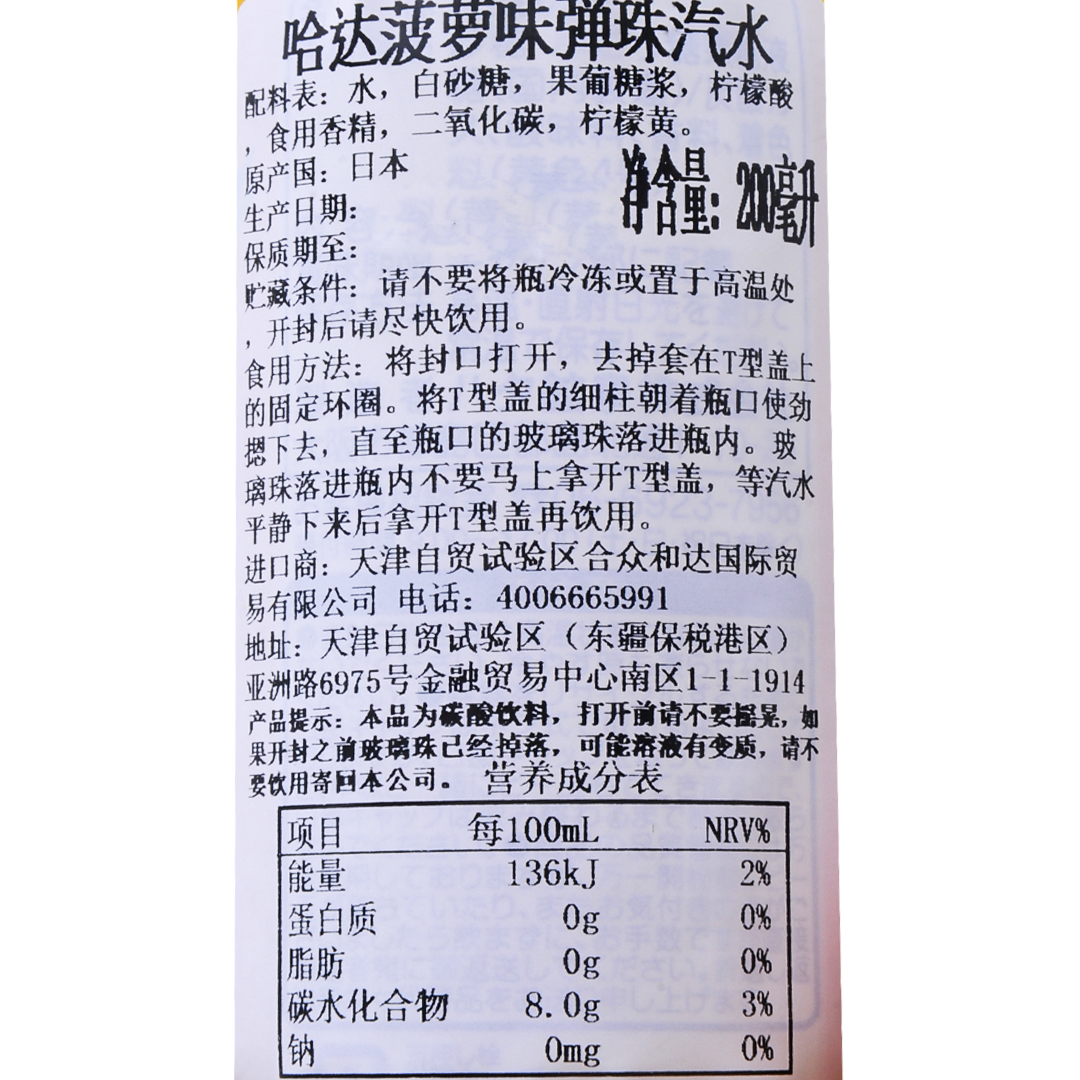 哈达菠萝味弹珠汽水
配料表：水，白砂糖，果葡糖浆，柠檬酸
，食用香精，二氧化碳，柠檬黄。
原产国：日本
净含量：200毫升
生产日期：
保质期至：
贮藏条件：请不要将瓶冷冻或置于高温处
，开封后请尽快饮用。
食用方法：将封口打开，去掉套在T型盖上
的固定环圈。将T型盖的细柱朝着瓶口使劲
摁下去，直至瓶口的玻璃珠落进瓶内。玻
璃珠落进瓶内不要马上拿开T型盖，等汽水
平静下来后拿开T型盖再饮用。
进口商：天津自贸试验区合众和达国际贸
易有限公司 电话：4006665991
地址：天津自贸试验区（东疆保税港区）
亚洲路6975号金融贸易中心南区1-1-1914
产品提示：本品为碳酸饮料，打开前请不要摇晃，如
果开封之前玻璃珠已经掉落，可能溶液有变质，请不
要饮用寄回本公司。 营养成分表
项目 每100mL NRV%
能量 136kJ 2%
蛋白质 0g 0%
脂肪 0g 0%
碳水化合物 8.0g 3%
钠 0mg 0%